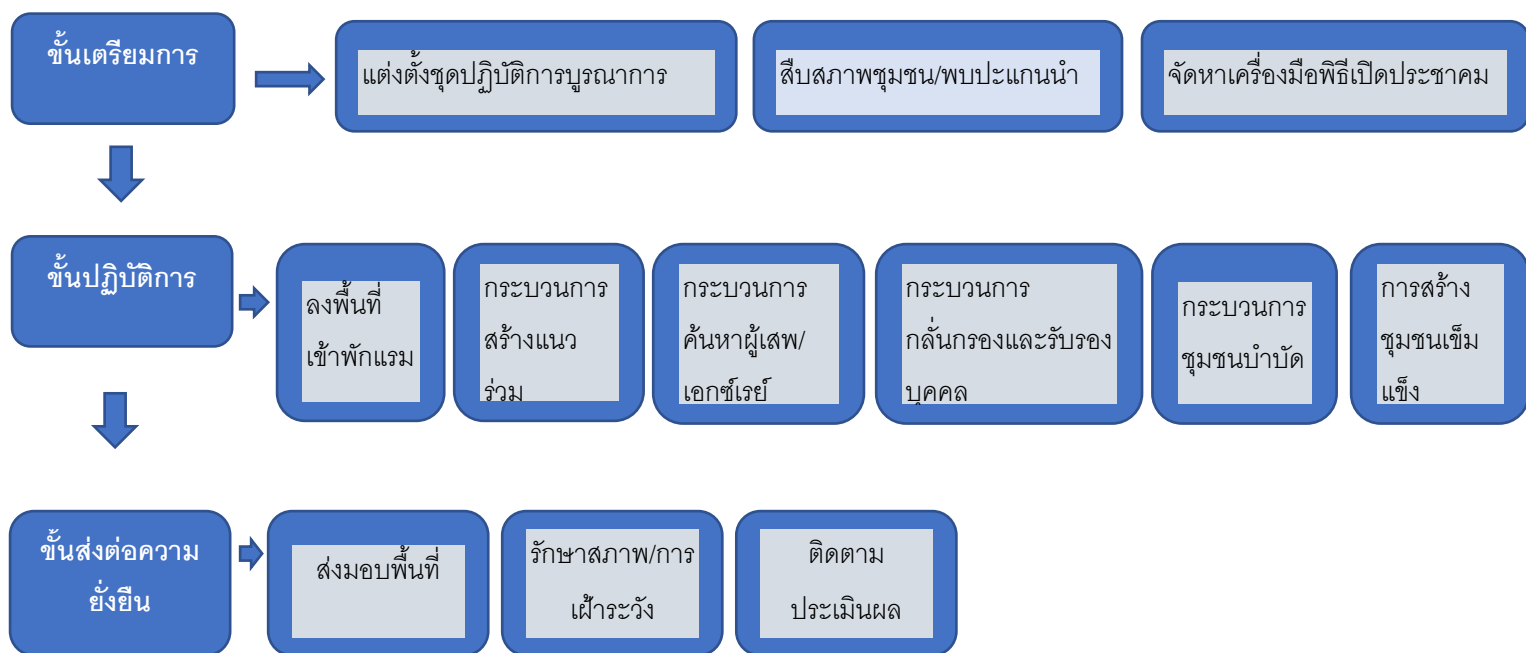 ขั้นเตรียมการ
แต่งตั้งชุดปฏิบัติการบูรณาการ
สืบสภาพชุมชน/พบปะแกนนำ
จัดหาเครื่องมือพิธีเปิดประชาคม
ขั้นปฏิบัติการ
ลงพื้นที่
เข้าพักแรม
กระบวนการ
สร้างแนว
ร่วม
กระบวนการ
ค้นหาผู้เสพ/
เอกซ์เรย์
กระบวนการ
กลั่นกรองและรับรอง
บุคคล
กระบวนการ
ชุมชนบำบัด
การสร้าง
ชุมชนเข็ม
แข็ง
ขั้นส่งต่อความ
ยั่งยืน
ส่งมอบพื้นที่
รักษาสภาพ/การ
เฝ้าระวัง
ติดตาม
ประเมินผล